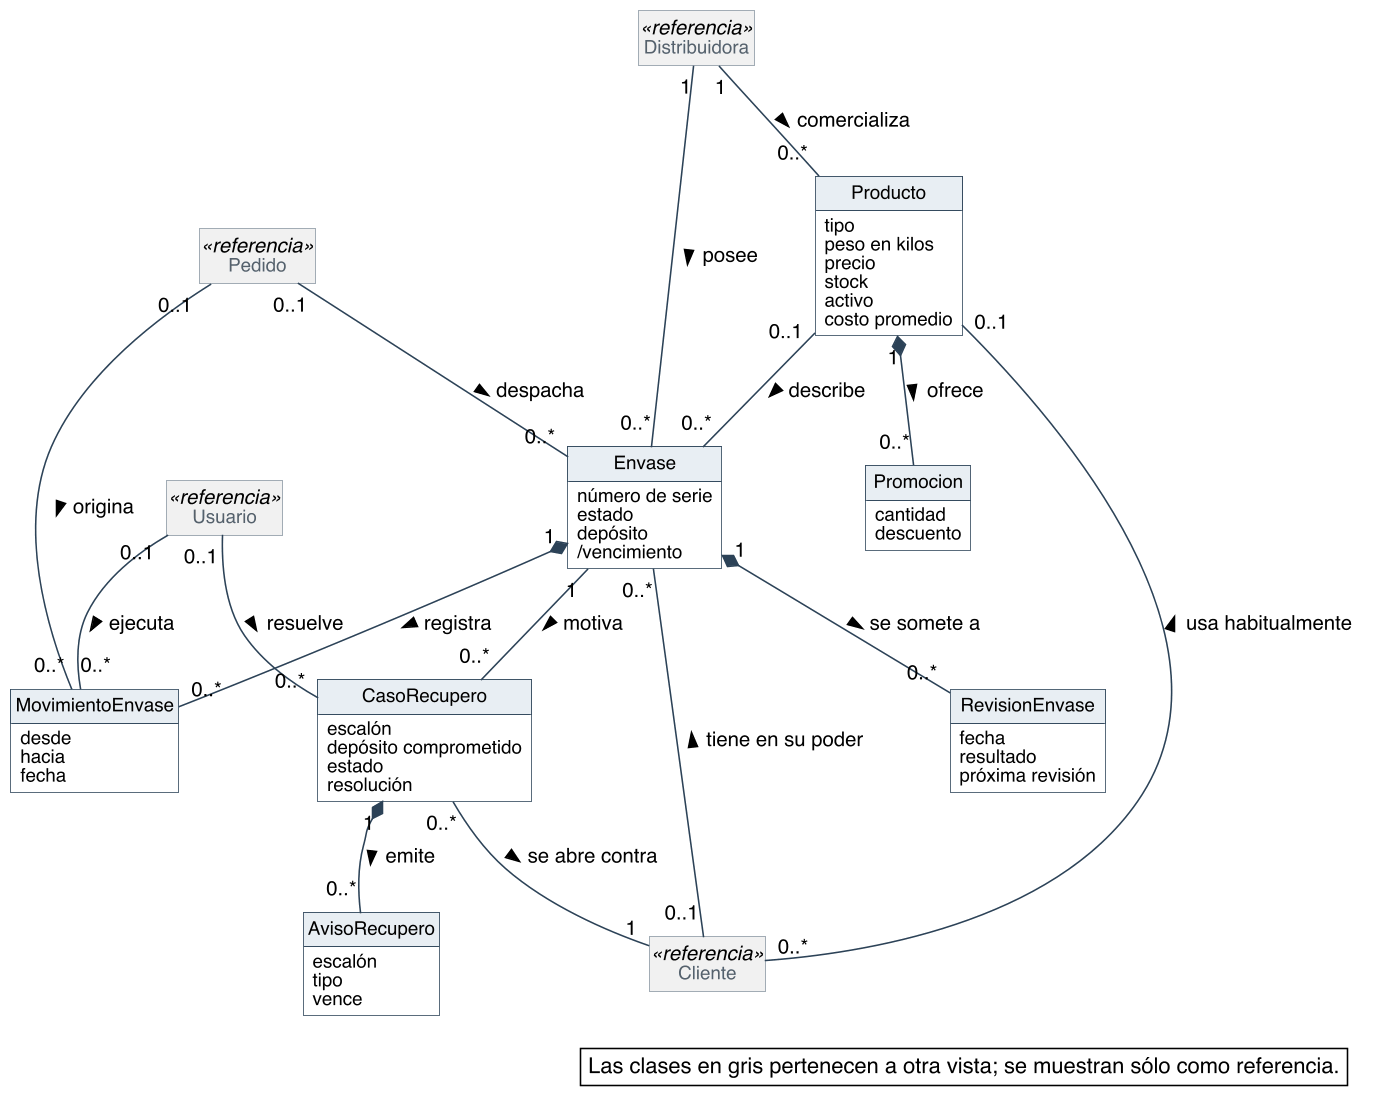 «referencia»
Distribuidora
1
1
comercializa
0..*
Producto
tipo
peso en kilos
precio
stock
activo
costo promedio
«referencia»
Pedido
0..1
0..1
posee
0..1
0..1
1
despacha
describe
ofrece
0..*
0..*
0..*
0..*
Envase
número de serie
estado
depósito
/vencimiento
Promocion
cantidad
descuento
origina
«referencia»
Usuario
0..1
0..1
1
1
1
0..*
ejecuta
resuelve
registra
motiva
se somete a
usa habitualmente
0..*
0..*
0..*
0..*
0..*
0..*
MovimientoEnvase
desde
hacia
fecha
CasoRecupero
escalón
depósito comprometido
estado
resolución
tiene en su poder
RevisionEnvase
fecha
resultado
próxima revisión
1
0..*
emite
se abre contra
0..*
1
0..1
0..*
AvisoRecupero
escalón
tipo
vence
«referencia»
Cliente
Las clases en gris pertenecen a otra vista; se muestran sólo como referencia.